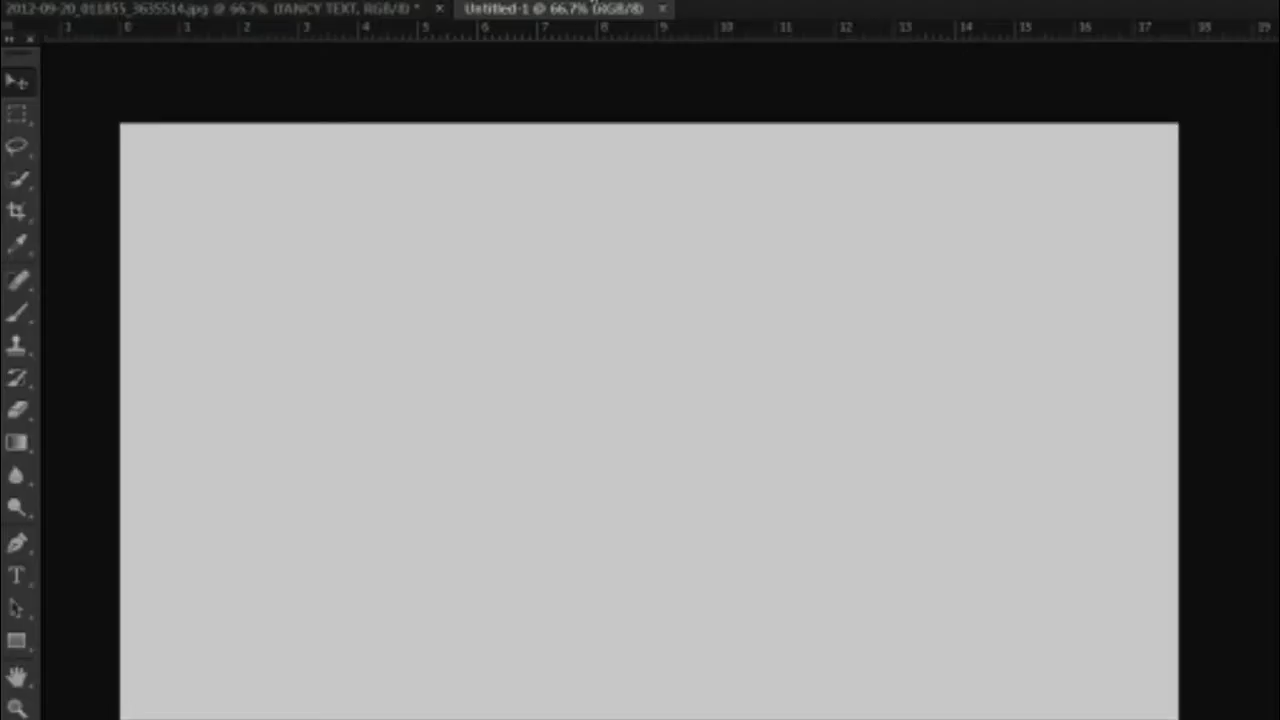 2012-09-20_011855_3635514.jpg @ 66.7% (FANCY TEXT, RGB/8) * × Untitled-1 @ 66.7% (RGB/8) ×
1 0 1 2 3 4 5 6 7 8 9 10 11 12 13 14 15 16 17 18 19
T